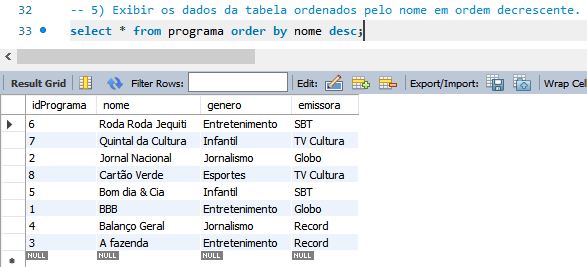 32 -- 5) Exibir os dados da tabela ordenados pelo nome em ordem decrescente.
33 select * from programa order by nome desc;
Result Grid Filter Rows: Edit: Export/Import: Wrap Cel
idPrograma nome genero emissora
6 Roda Roda Jequiti Entretenimento SBT
7 Quintal da Cultura Infantil TV Cultura
2 Jornal Nacional Jornalismo Globo
8 Cartão Verde Esportes TV Cultura
5 Bom dia & Cia Infantil SBT
1 BBB Entretenimento Globo
4 Balanço Geral Jornalismo Record
3 A fazenda Entretenimento Record
NULL NULL NULL NULL